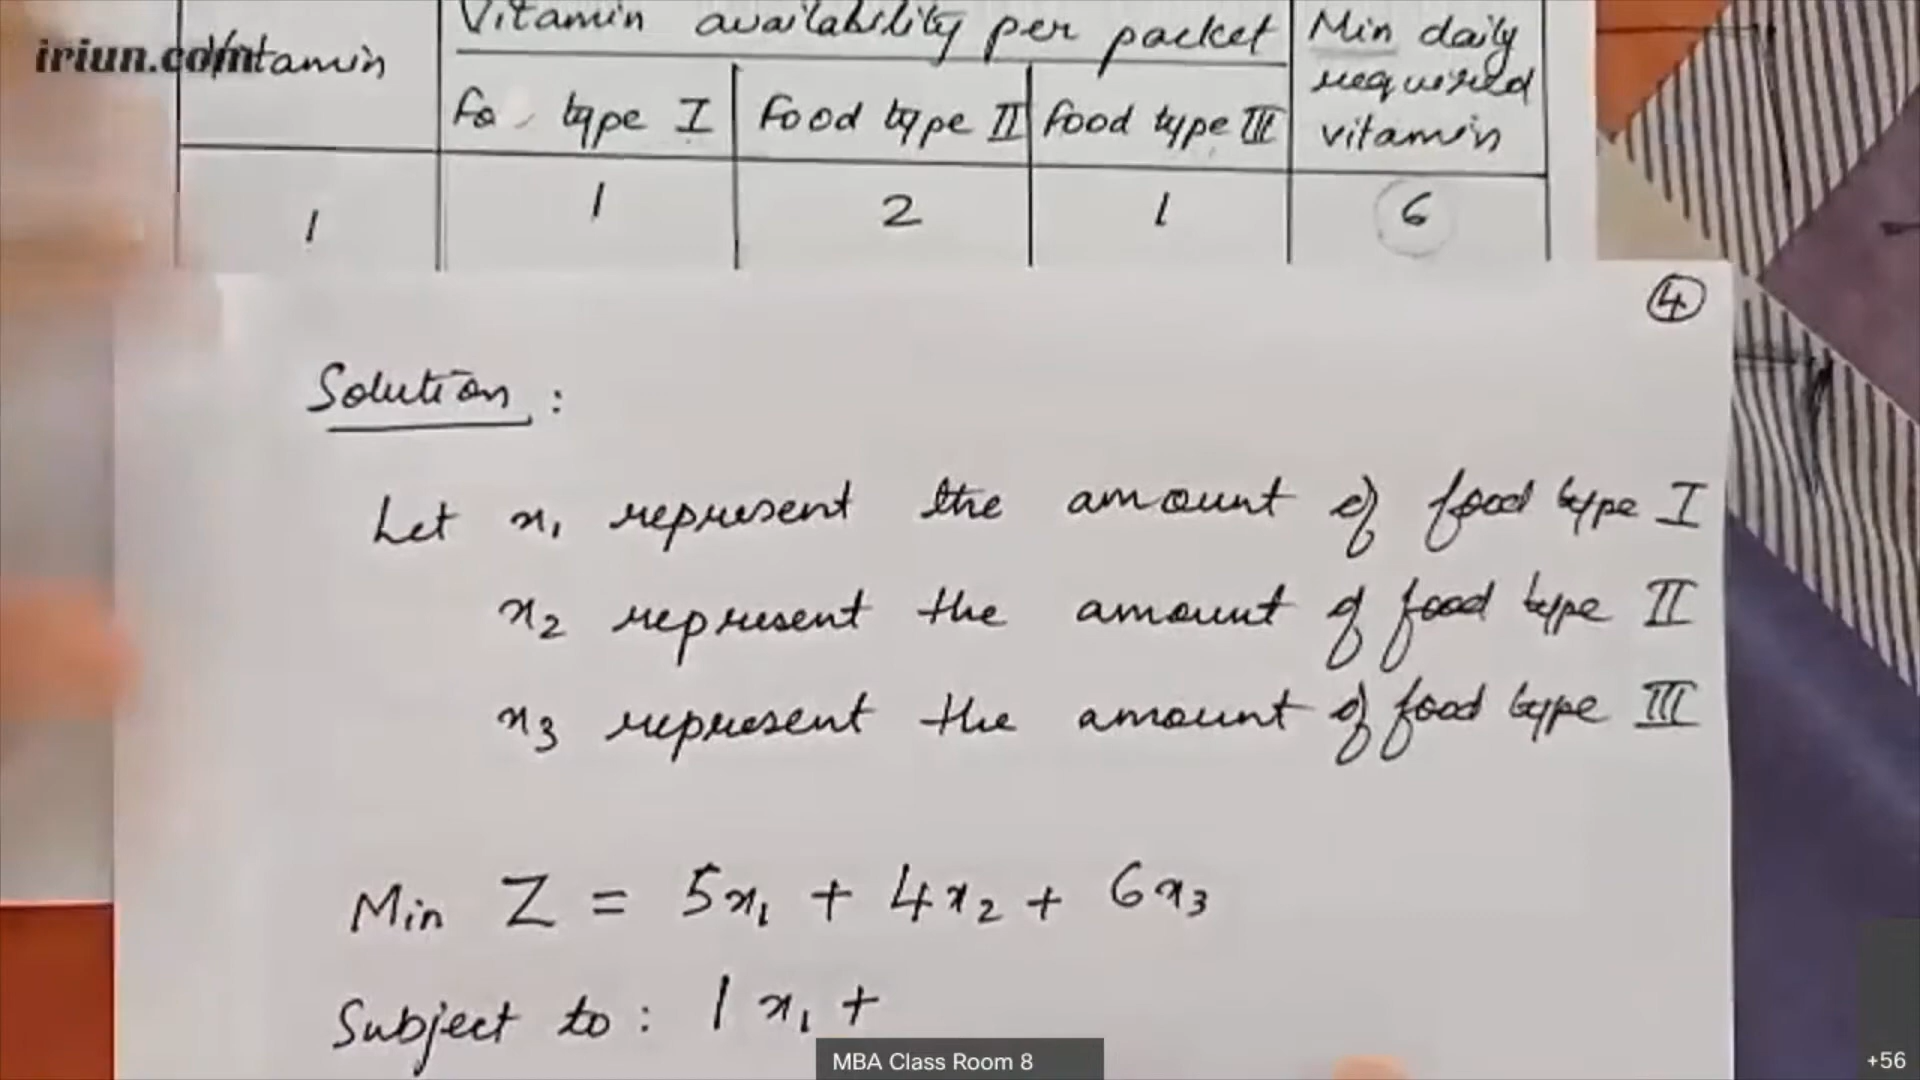 iriun.com
Vitamin
Vitamin availability per packet
Min daily
required
vitamin
Fo type I
Food type II
Food type III
1
1
2
1
6
4
Solution :
Let x₁ represent the amount of food type I
x₂ represent the amount of food type II
x₃ represent the amount of food type III
Min Z = 5x₁ + 4x₂ + 6x₃
Subject to : 1 x₁ +
MBA Class Room 8
+56